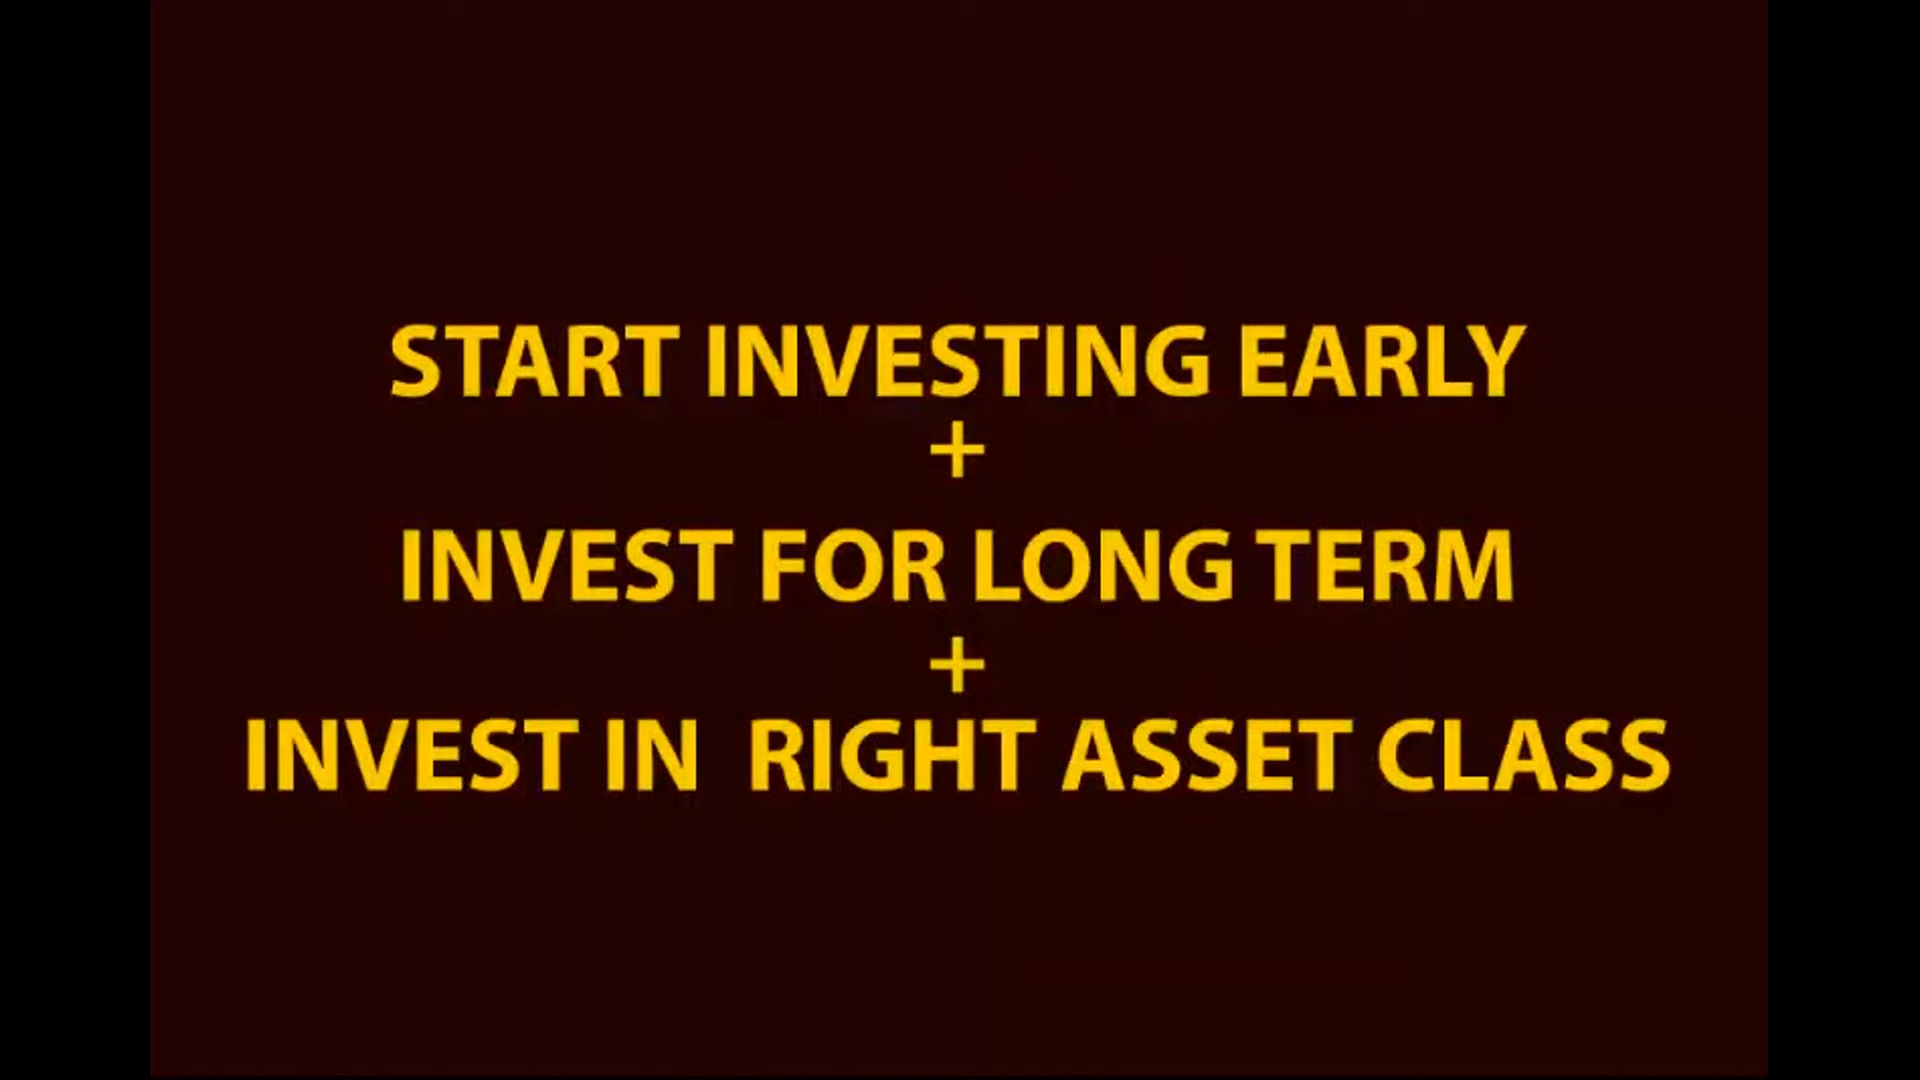 START INVESTING EARLY
+
INVEST FOR LONG TERM
+
INVEST IN  RIGHT ASSET CLASS